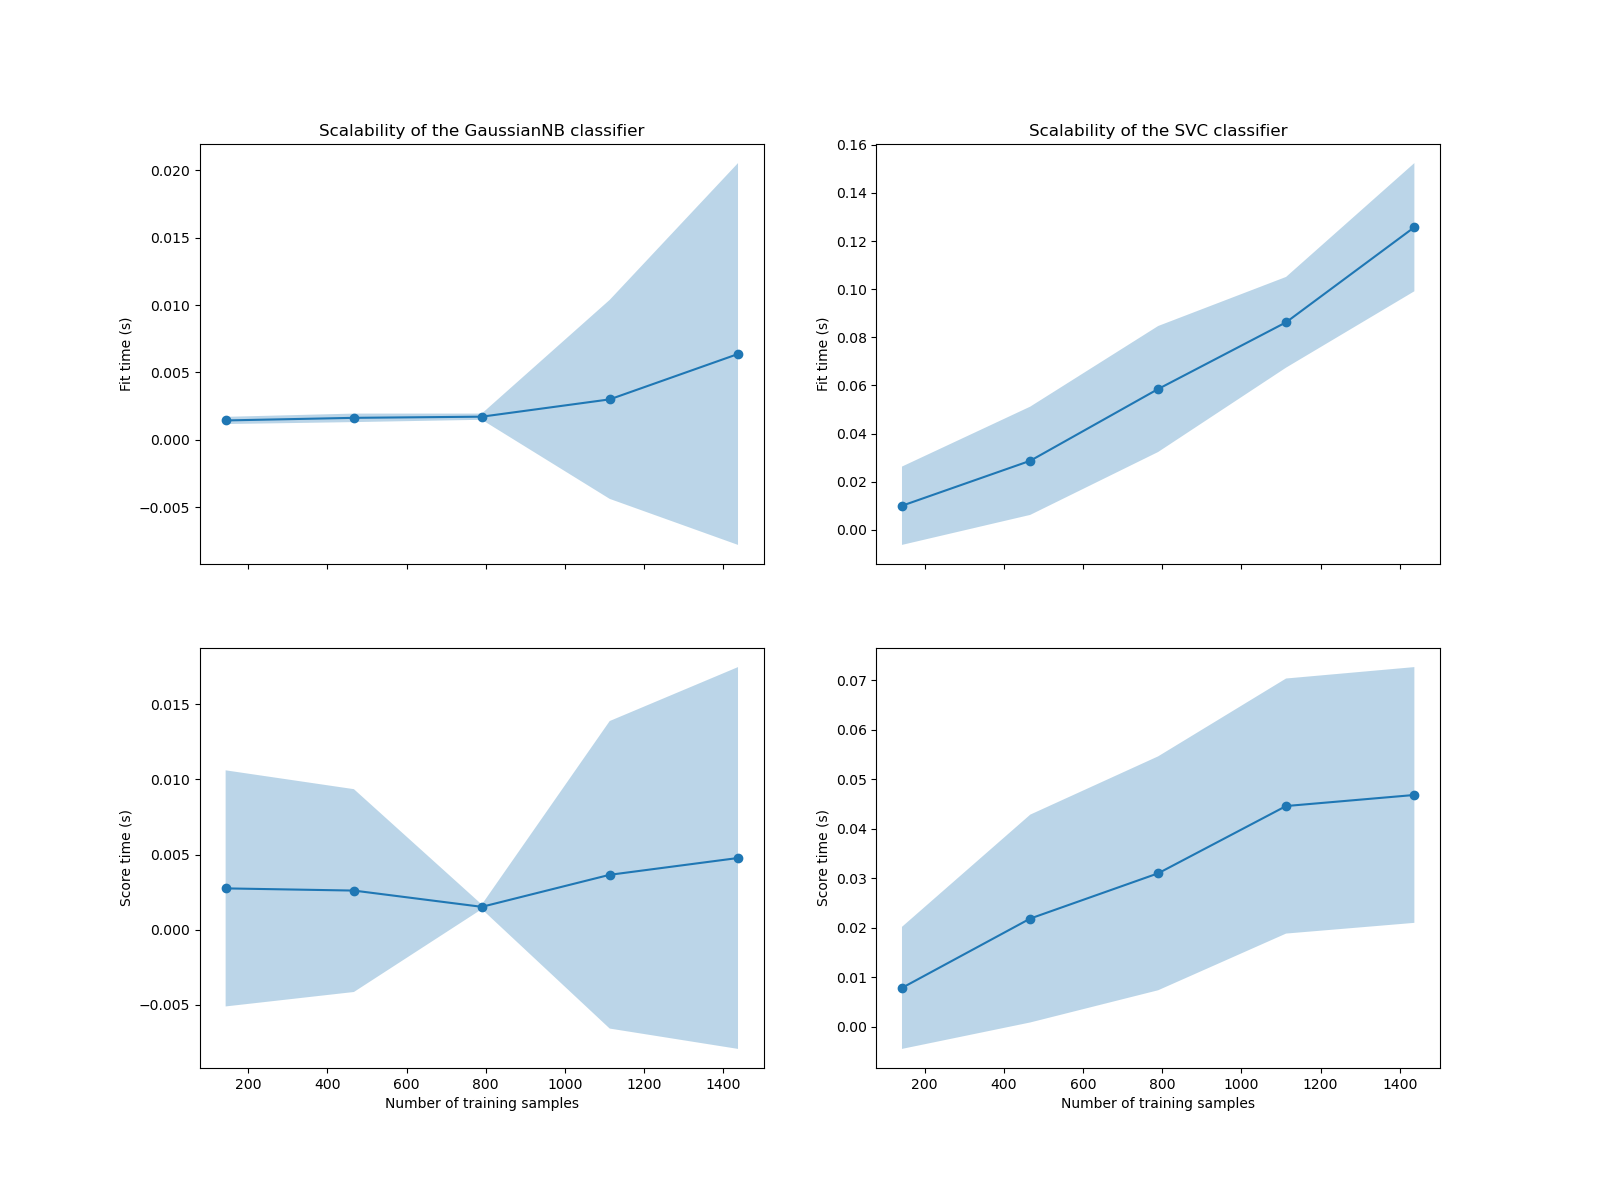 Scalability of the GaussianNB classifier
0.020
0.015
0.010
0.005
0.000
−0.005
Fit time (s)
Scalability of the SVC classifier
0.16
0.14
0.12
0.10
0.08
0.06
0.04
0.02
0.00
Fit time (s)
0.015
0.010
0.005
0.000
−0.005
Score time (s)
200 400 600 800 1000 1200 1400
Number of training samples
0.07
0.06
0.05
0.04
0.03
0.02
0.01
0.00
Score time (s)
200 400 600 800 1000 1200 1400
Number of training samples